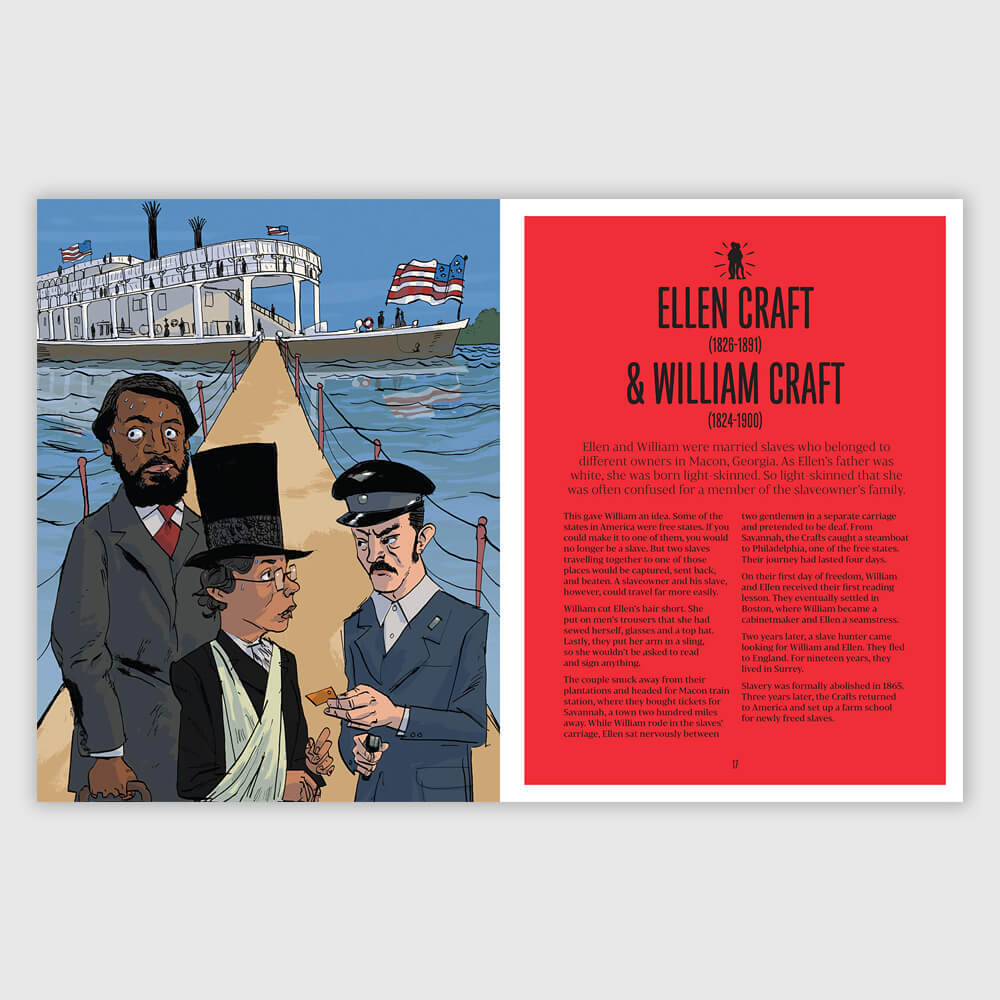 ELLEN CRAFT
(1826-1891)
& WILLIAM CRAFT
(1824-1900)
Ellen and William were married slaves who belonged to
different owners in Macon, Georgia. As Ellen's father was
white, she was born light-skinned. So light-skinned that she
was often confused for a member of the slaveowner's family.
This gave William an idea. Some of the
states in America were free states. If you
could make it to one of them, you would
no longer be a slave. But two slaves
travelling together to one of those
places would be captured, sent back,
and beaten. A slaveowner and his slave,
however, could travel far more easily.
William cut Ellen's hair short. She
put on men's trousers that she had
sewed herself, glasses and a top hat.
Lastly, they put her arm in a sling,
so she wouldn't be asked to read
and sign anything.
The couple snuck away from their
plantations and headed for Macon train
station, where they bought tickets for
Savannah, a town two hundred miles
away. While William rode in the slaves'
carriage, Ellen sat nervously between
two gentlemen in a separate carriage
and pretended to be deaf. From
Savannah, the Crafts caught a steamboat
to Philadelphia, one of the free states.
Their journey had lasted four days.
On their first day of freedom, William
and Ellen received their first reading
lesson. They eventually settled in
Boston, where William became a
cabinetmaker and Ellen a seamstress.
Two years later, a slave hunter came
looking for William and Ellen. They fled
to England. For nineteen years, they
lived in Surrey.
Slavery was formally abolished in 1865.
Three years later, the Crafts returned
to America and set up a farm school
for newly freed slaves.
17